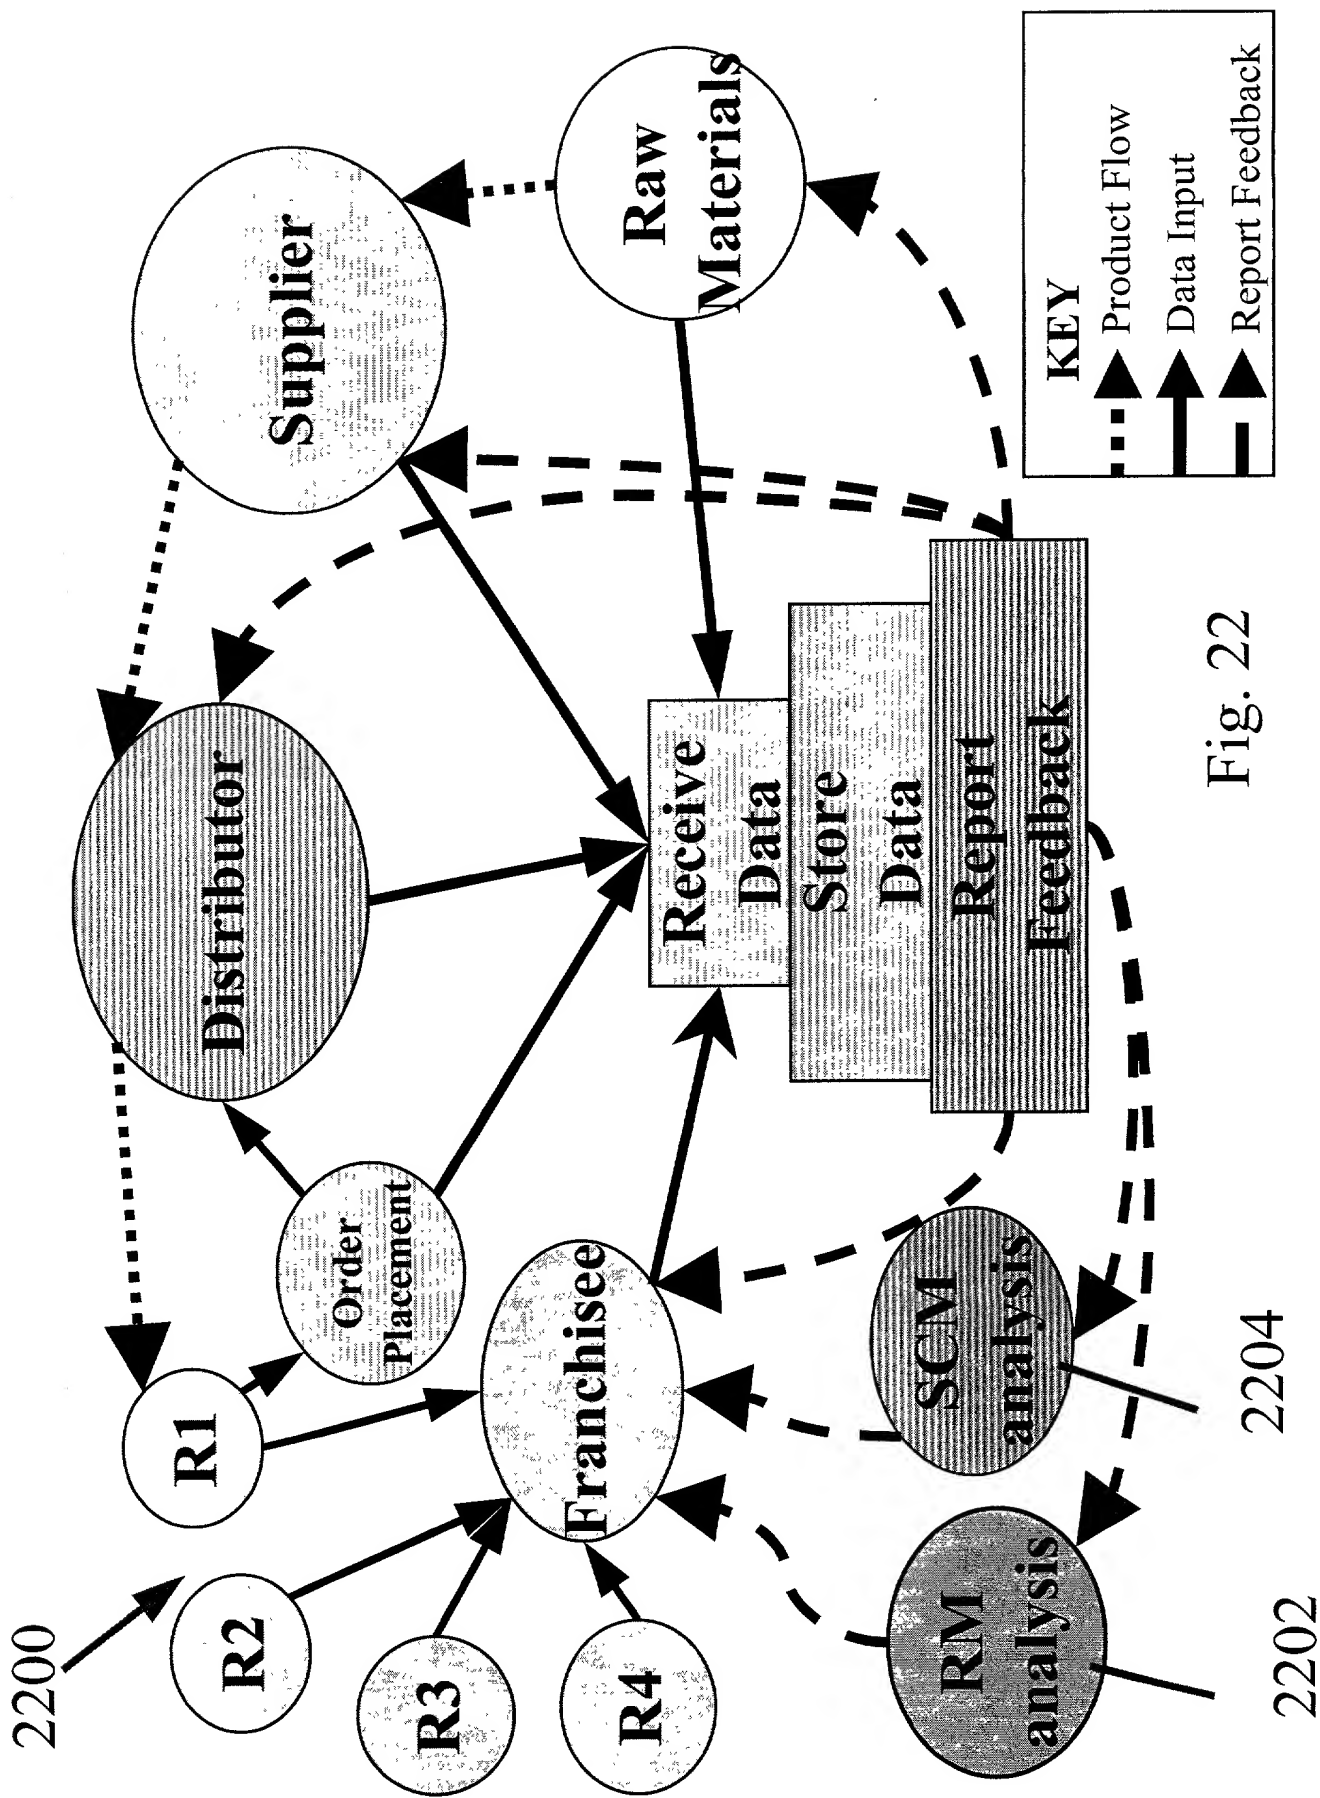 2200
R1
Distributor
R2
Supplier
Order
Placement
R3
Franchisee
R4
Raw
Materials
Receive
Data
Store
Data
Report
Feedback
SCM
analysis
RM
analysis
KEY
Product Flow
Data Input
Report Feedback
2202
2204
Fig. 22